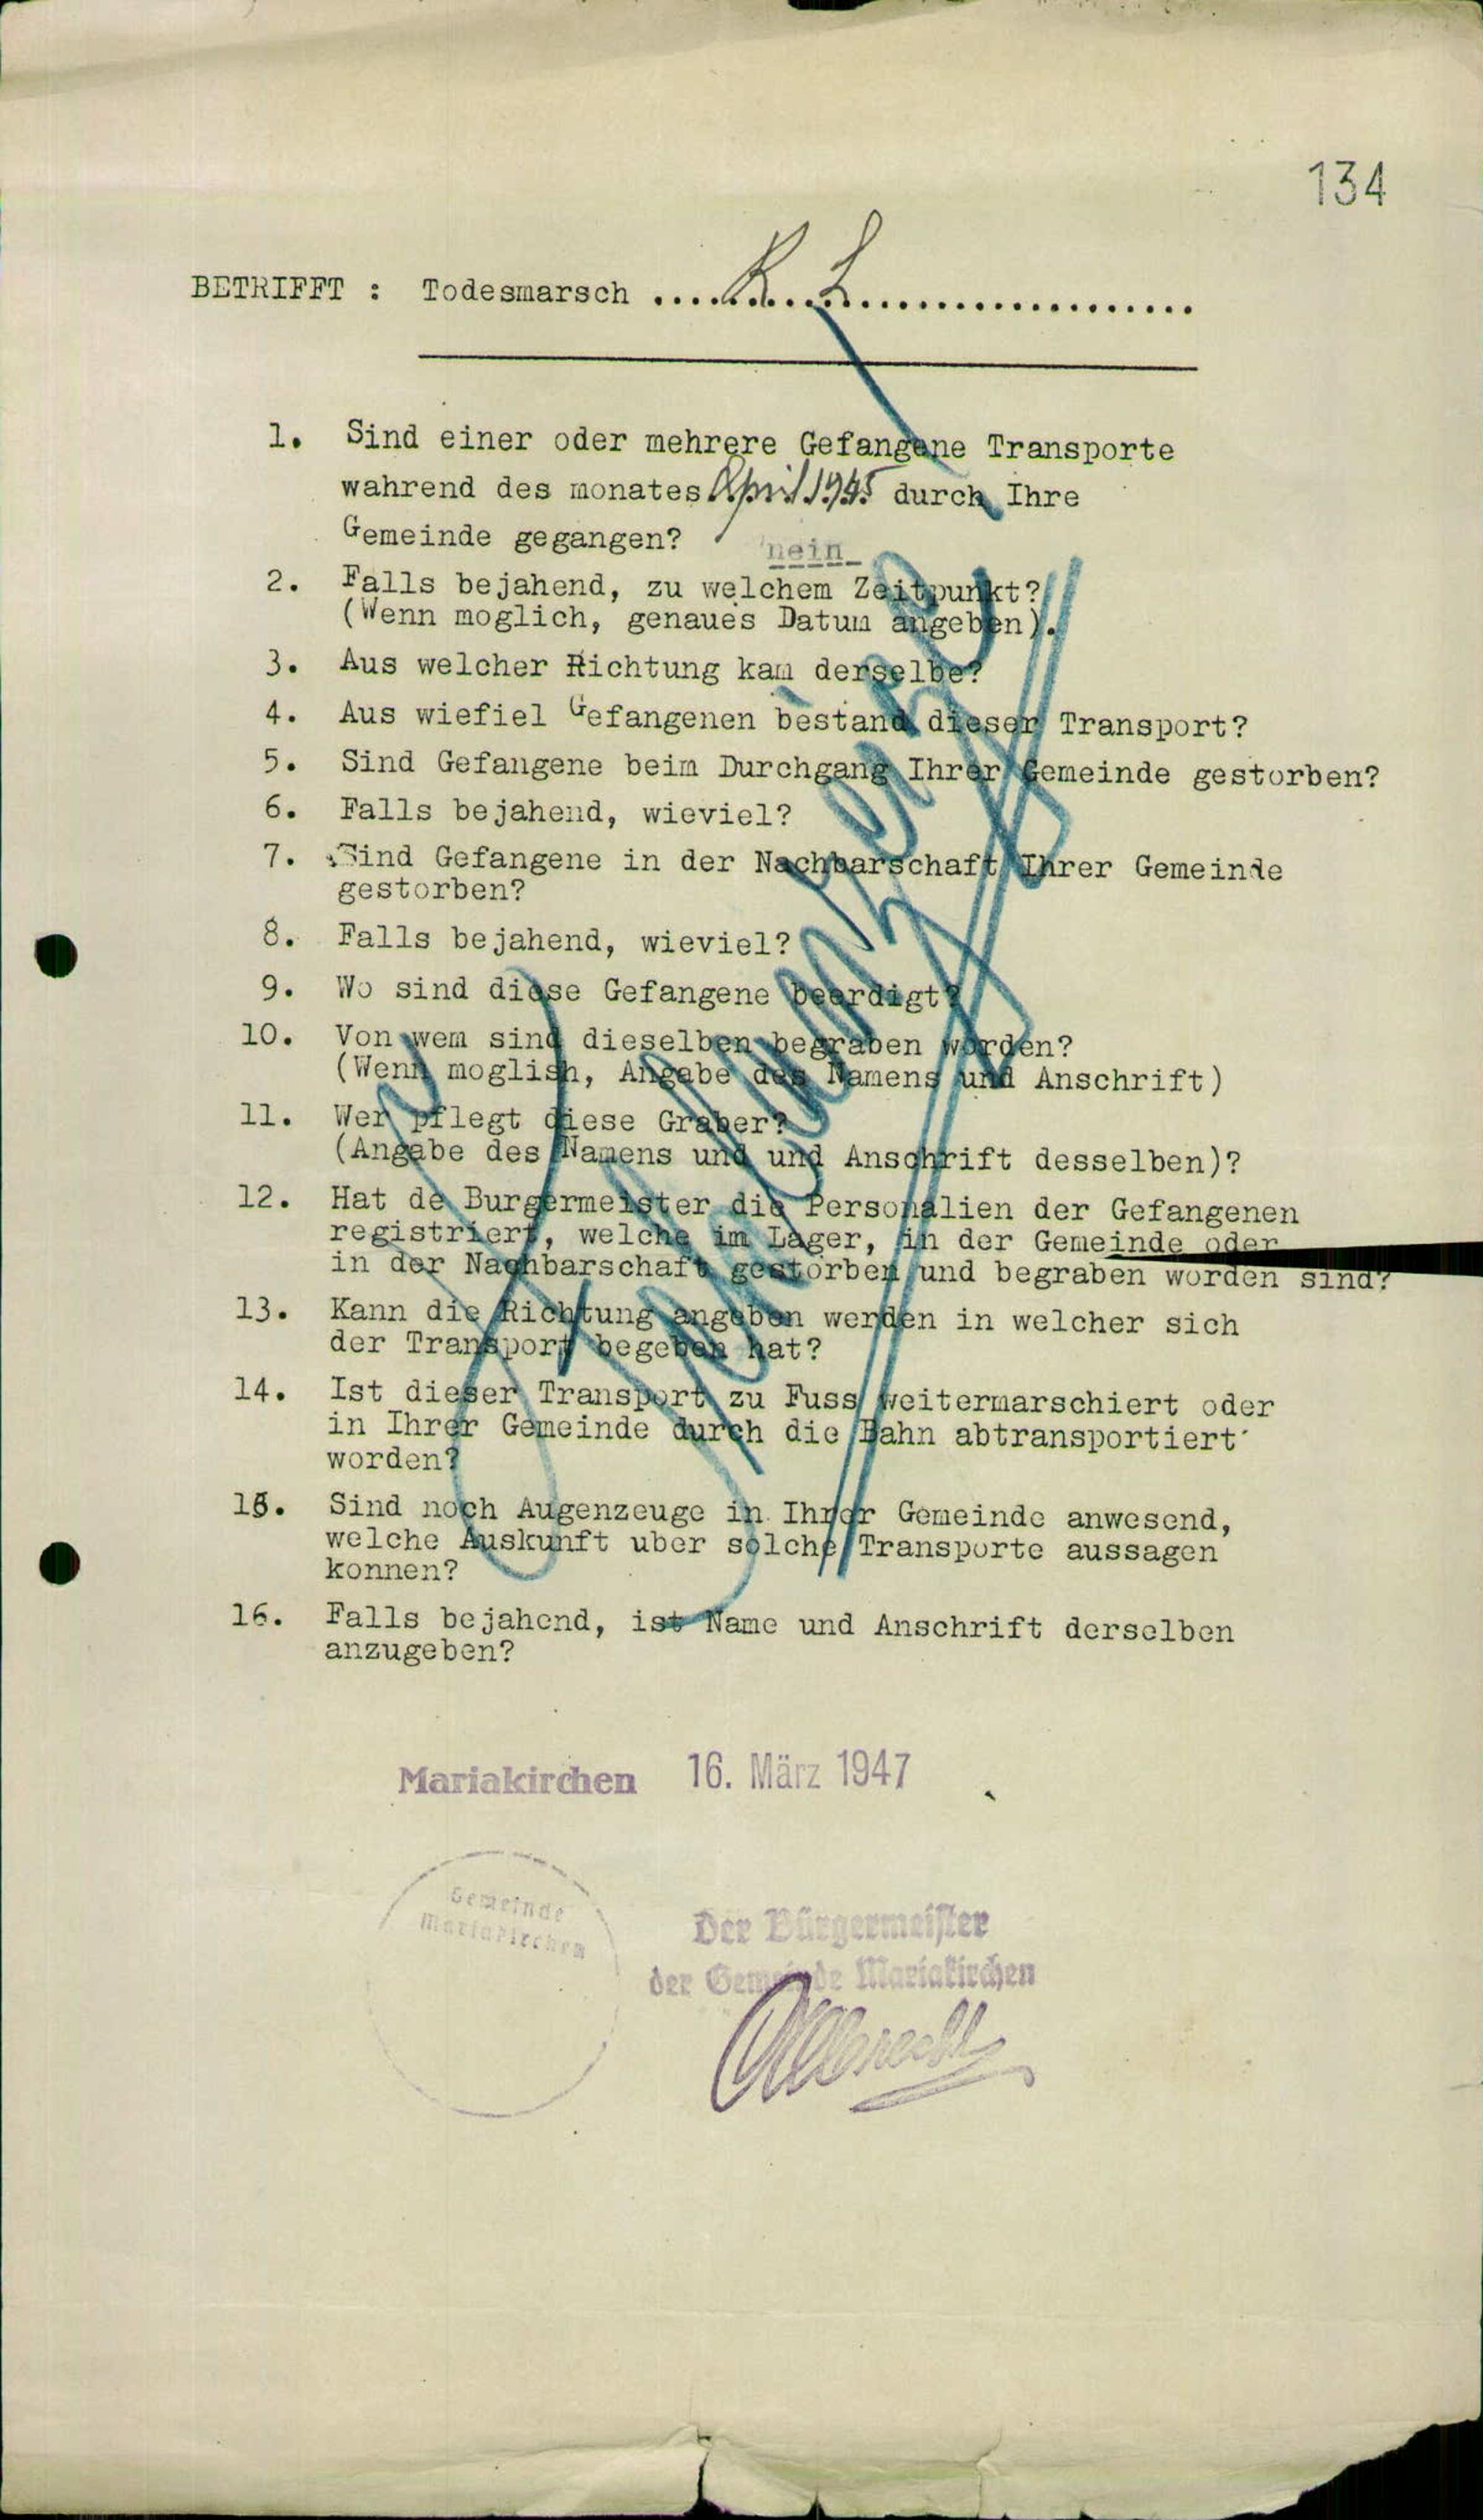 134
BETRIFFT : Todesmarsch ....K.L......................
1. Sind einer oder mehrere Gefangene Transporte
wahrend des monates April 1945 durch Ihre
Gemeinde gegangen? nein
2. Falls bejahend, zu welchem Zeitpunkt?
(Wenn moglich, genaues Datum angeben).
3. Aus welcher Richtung kam derselbe?
4. Aus wiefiel Gefangenen bestand dieser Transport?
5. Sind Gefangene beim Durchgang Ihrer Gemeinde gestorben?
6. Falls bejahend, wieviel?
7. Sind Gefangene in der Nachbarschaft Ihrer Gemeinde
gestorben?
8. Falls bejahend, wieviel?
9. Wo sind diese Gefangene beerdigt?
10. Von wem sind dieselben begraben worden?
(Wenn moglish, Angabe des Namens und Anschrift)
11. Wer pflegt diese Graber?
(Angabe des Namens und und Anschrift desselben)?
12. Hat de Burgermeister die Personalien der Gefangenen
registriert, welche im Lager, in der Gemeinde oder
in der Nachbarschaft gestorben und begraben worden sind?
13. Kann die Richtung angeben werden in welcher sich
der Transport begeben hat?
14. Ist dieser Transport zu Fuss weitermarschiert oder
in Ihrer Gemeinde durch die Bahn abtransportiert
worden?
15. Sind noch Augenzeuge in Ihrer Gemeinde anwesend,
welche Auskunft uber solche Transporte aussagen
konnen?
16. Falls bejahend, ist Name und Anschrift derselben
anzugeben?
Mariakirchen 16. März 1947
Gemeinde
Mariakirchen
Der Bürgermeister
der Gemeinde Mariakirchen
Albrecht